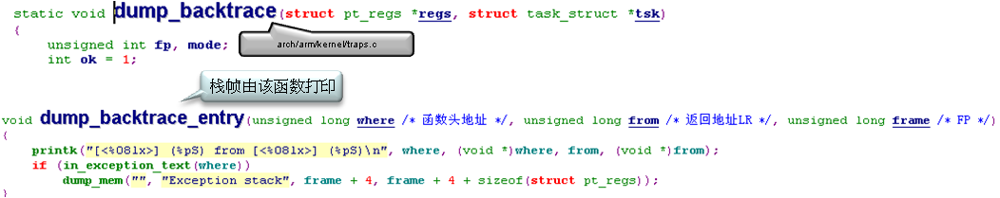 static void dump_backtrace(struct pt_regs *regs, struct task_struct *tsk)
{
unsigned int fp, mode;
arch/arm/kernel/traps.c
int ok = 1;
栈帧由该函数打印
void dump_backtrace_entry(unsigned long where /* 函数头地址 */, unsigned long from /* 返回地址LR */, unsigned long frame /* FP */)
{
printk("[<%08lx>] (%pS) from [<%08lx>] (%pS)\n", where, (void *)where, from, (void *)from);
if (in_exception_text(where))
dump_mem("", "Exception stack", frame + 4, frame + 4 + sizeof(struct pt_regs));
}